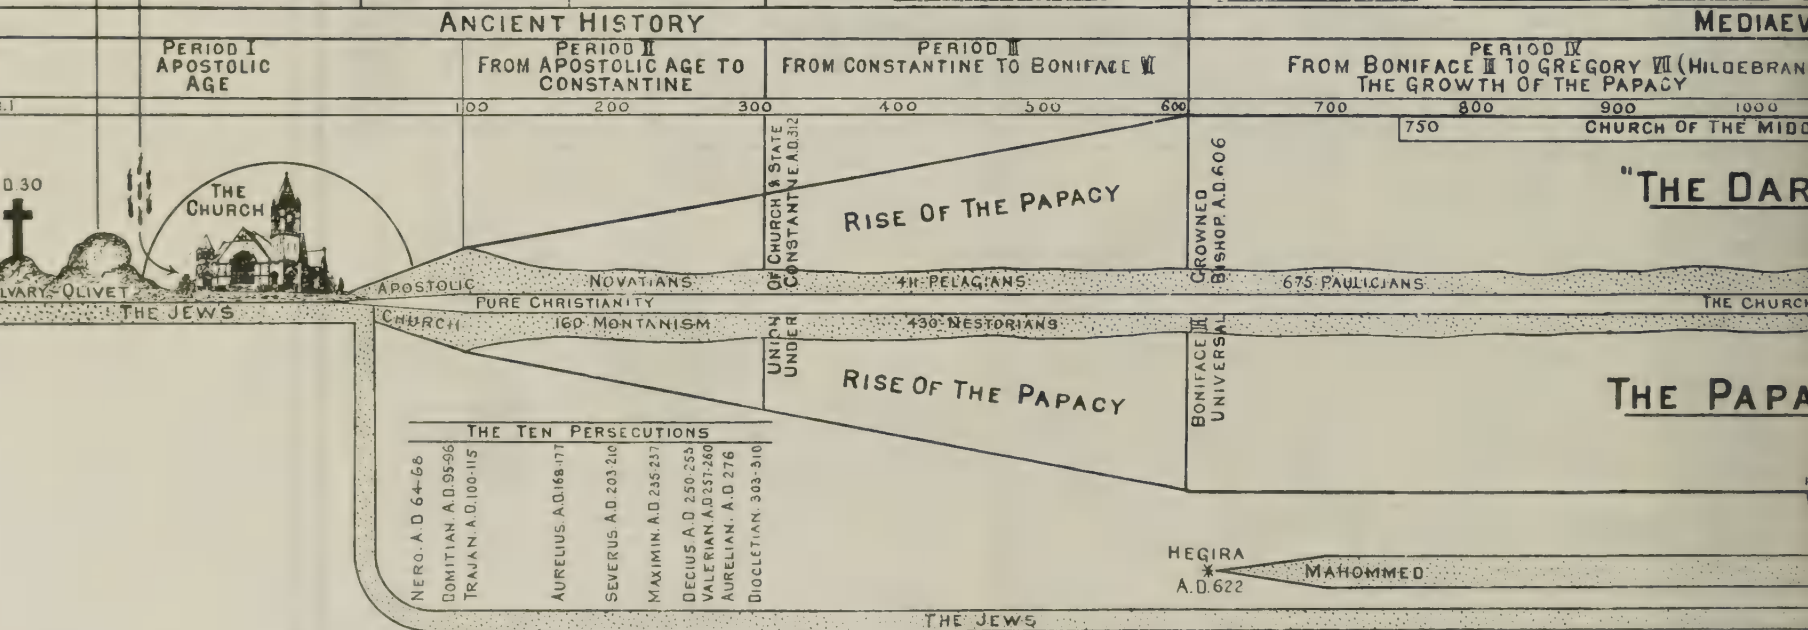 ANCIENT HISTORY
MEDIAEV
PERIOD I
APOSTOLIC
AGE
PERIOD II
FROM APOSTOLIC AGE TO
CONSTANTINE
PERIOD III
FROM CONSTANTINE TO BONIFACE VI
PERIOD IV
FROM BONIFACE III TO GREGORY VII (HILDEBRAN
THE GROWTH OF THE PAPACY
100
200
300
400
500
600
700
800
900
1000
750
CHURCH OF THE MIDD
D.30
THE
CHURCH
OF CHURCH & STATE
CONSTANTINE A.D.312
RISE OF THE PAPACY
CROWNED
BISHOP. A.D.606
"THE DAR
LVARY
OLIVET
APOSTOLIC
NOVATIANS
411 PELAGIANS
675 PAULICIANS
PURE CHRISTIANITY
THE CHURCH
THE JEWS
CHURCH
160 MONTANISM
430 NESTORIANS
UNION
UNDER
BONIFACE III
UNIVERSAL
RISE OF THE PAPACY
THE PAPA
THE TEN PERSECUTIONS
NERO. A.D 64-68
DOMITIAN. A.D.95-96
TRAJAN. A.D.100-115
AURELIUS. A.D.168-177
SEVERUS A.D 203-210
MAXIMIN. A.D 235-237
DECIUS. A.D 250-253
VALERIAN. A.D 257-260
AURELIAN. A.D 276
DIOCLETIAN. 303-310
HEGIRA
A.D.622
MAHOMMED
THE JEWS